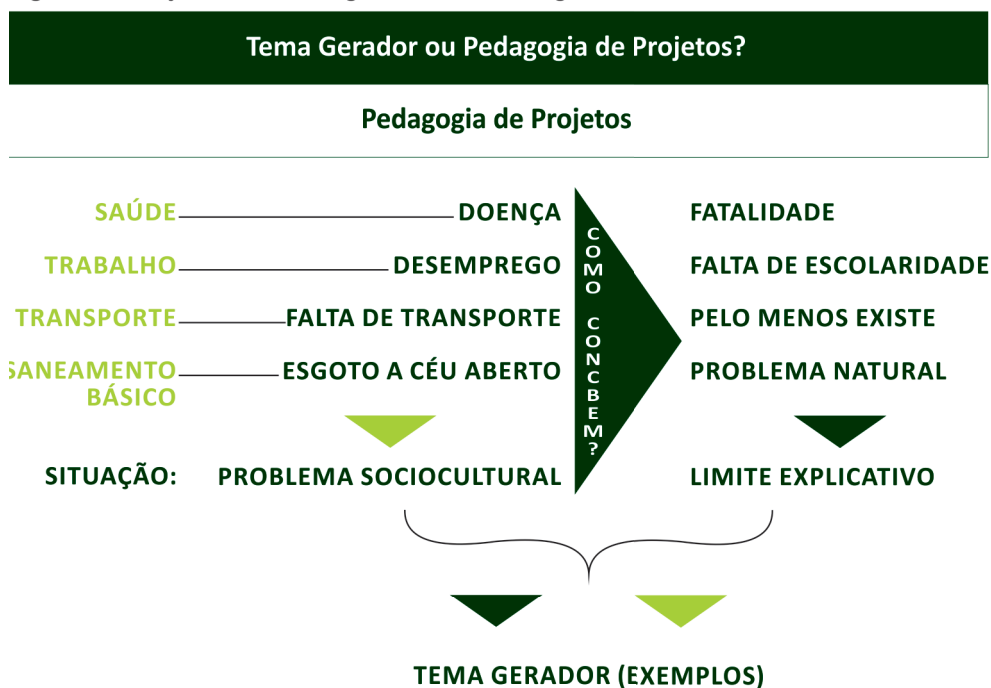 Tema Gerador ou Pedagogia de Projetos?
Pedagogia de Projetos
SAÚDE DOENÇA FATALIDADE
TRABALHO DESEMPREGO FALTA DE ESCOLARIDADE
TRANSPORTE FALTA DE TRANSPORTE PELO MENOS EXISTE
SANEAMENTO BÁSICO ESGOTO A CÉU ABERTO PROBLEMA NATURAL
COMO CONCBEM?
SITUAÇÃO: PROBLEMA SOCIOCULTURAL LIMITE EXPLICATIVO
TEMA GERADOR (EXEMPLOS)